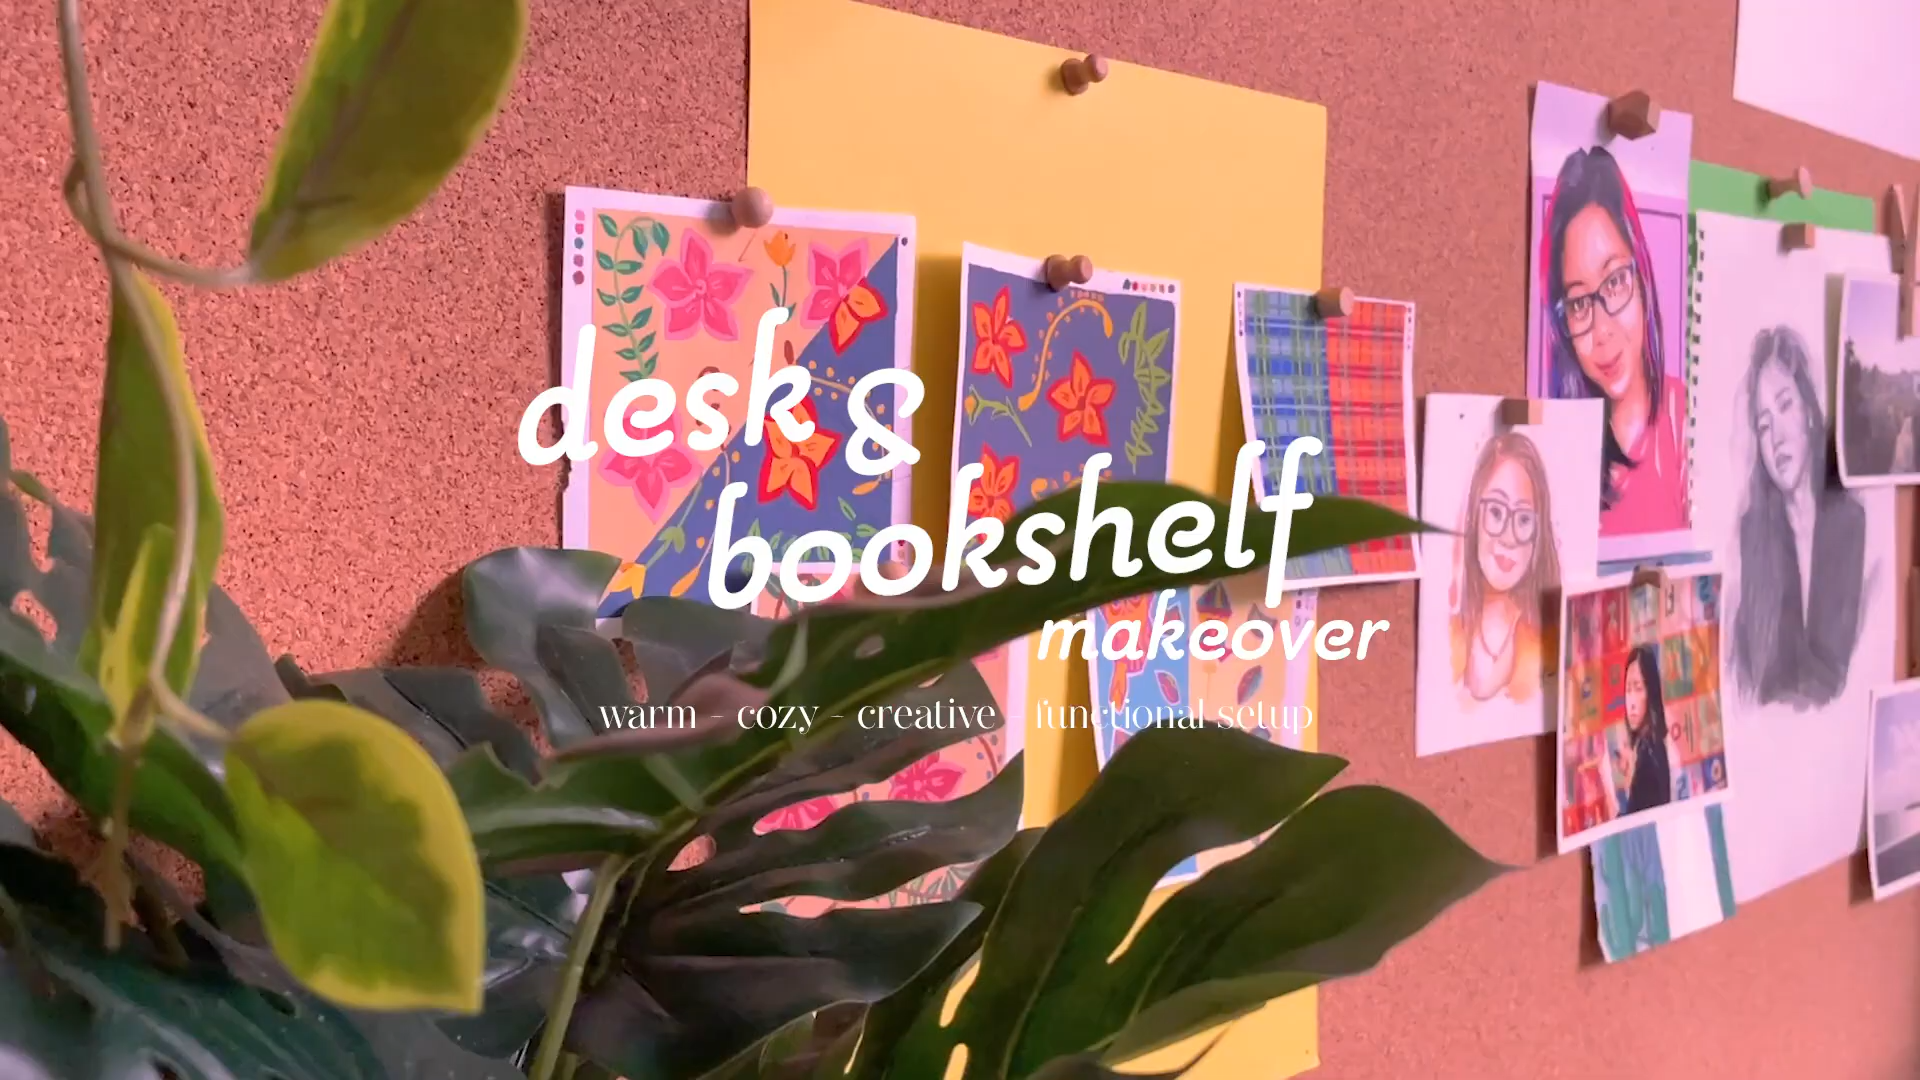 desk &
bookshelf
makeover
warm - cozy - creative - functional setup